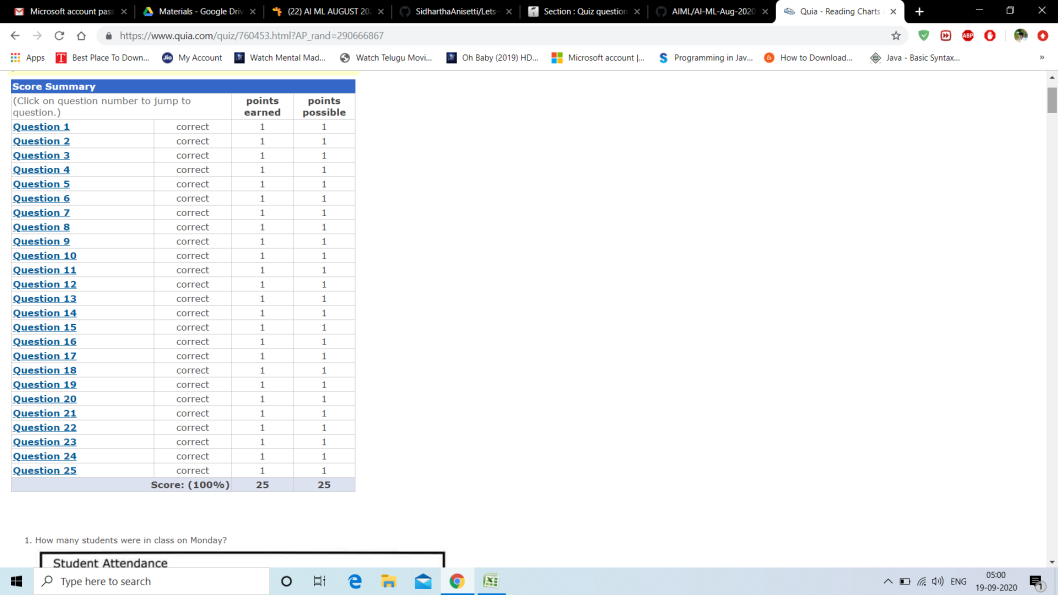 Microsoft account pas
Materials - Google Driv
(22) AI ML AUGUST 20
SidharthaAnisetti/Lets-
Section : Quiz question
AIML/AI-ML-Aug-2020
Quia - Reading Charts
https://www.quia.com/quiz/760453.html?AP_rand=290666867
Apps
Best Place To Down...
My Account
Watch Mental Mad...
Watch Telugu Movi...
Oh Baby (2019) HD...
Microsoft account |...
Programming in Jav...
How to Download...
Java - Basic Syntax...
»
Score Summary
(Click on question number to jump to question.) points earned points possible
Question 1 correct 1 1
Question 2 correct 1 1
Question 3 correct 1 1
Question 4 correct 1 1
Question 5 correct 1 1
Question 6 correct 1 1
Question 7 correct 1 1
Question 8 correct 1 1
Question 9 correct 1 1
Question 10 correct 1 1
Question 11 correct 1 1
Question 12 correct 1 1
Question 13 correct 1 1
Question 14 correct 1 1
Question 15 correct 1 1
Question 16 correct 1 1
Question 17 correct 1 1
Question 18 correct 1 1
Question 19 correct 1 1
Question 20 correct 1 1
Question 21 correct 1 1
Question 22 correct 1 1
Question 23 correct 1 1
Question 24 correct 1 1
Question 25 correct 1 1
Score: (100%) 25 25
1. How many students were in class on Monday?
Student Attendance
Type here to search
ENG
05:00
19-09-2020